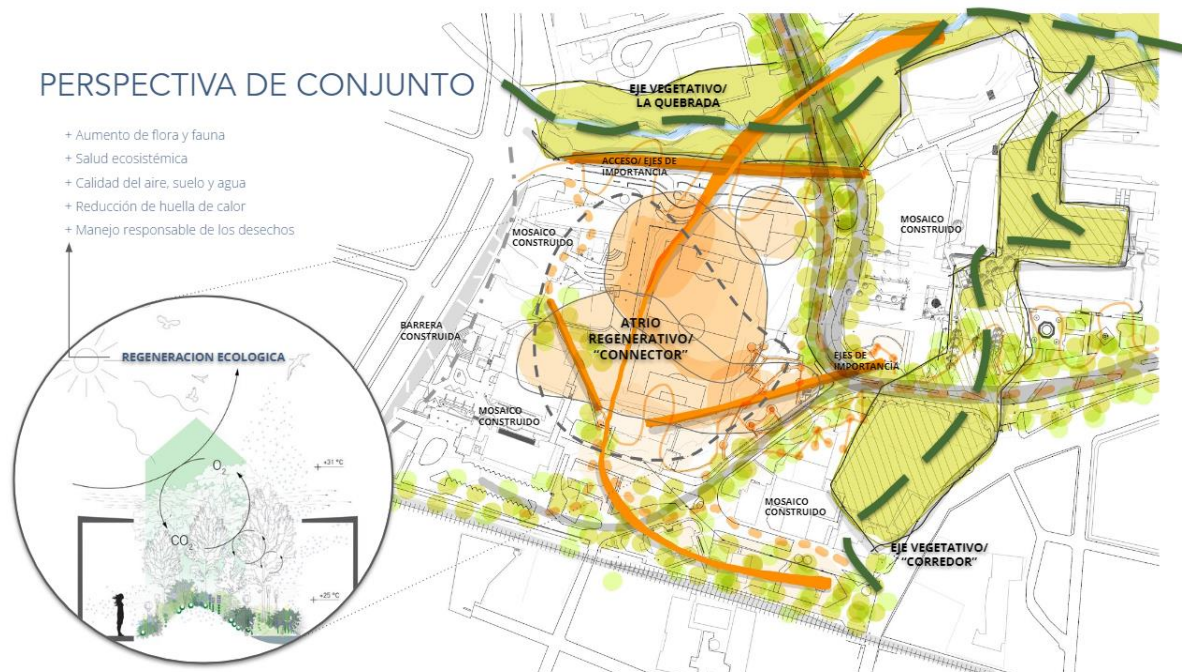 PERSPECTIVA DE CONJUNTO
+ Aumento de flora y fauna
+ Salud ecosistémica
+ Calidad del aire, suelo y agua
+ Reducción de huella de calor
+ Manejo responsable de los desechos
EJE VEGETATIVO/
LA QUEBRADA
ACCESO/ EJES DE
IMPORTANCIA
MOSAICO
CONSTRUIDO
MOSAICO
CONSTRUIDO
BARRERA
CONSTRUIDA
ATRIO
REGENERATIVO/
“CONNECTOR”
EJES DE
IMPORTANCIA
MOSAICO
CONSTRUIDO
MOSAICO
CONSTRUIDO
EJE VEGETATIVO/
“CORREDOR”
REGENERACION ECOLOGICA
O2
+31 °C
CO2
+25 °C